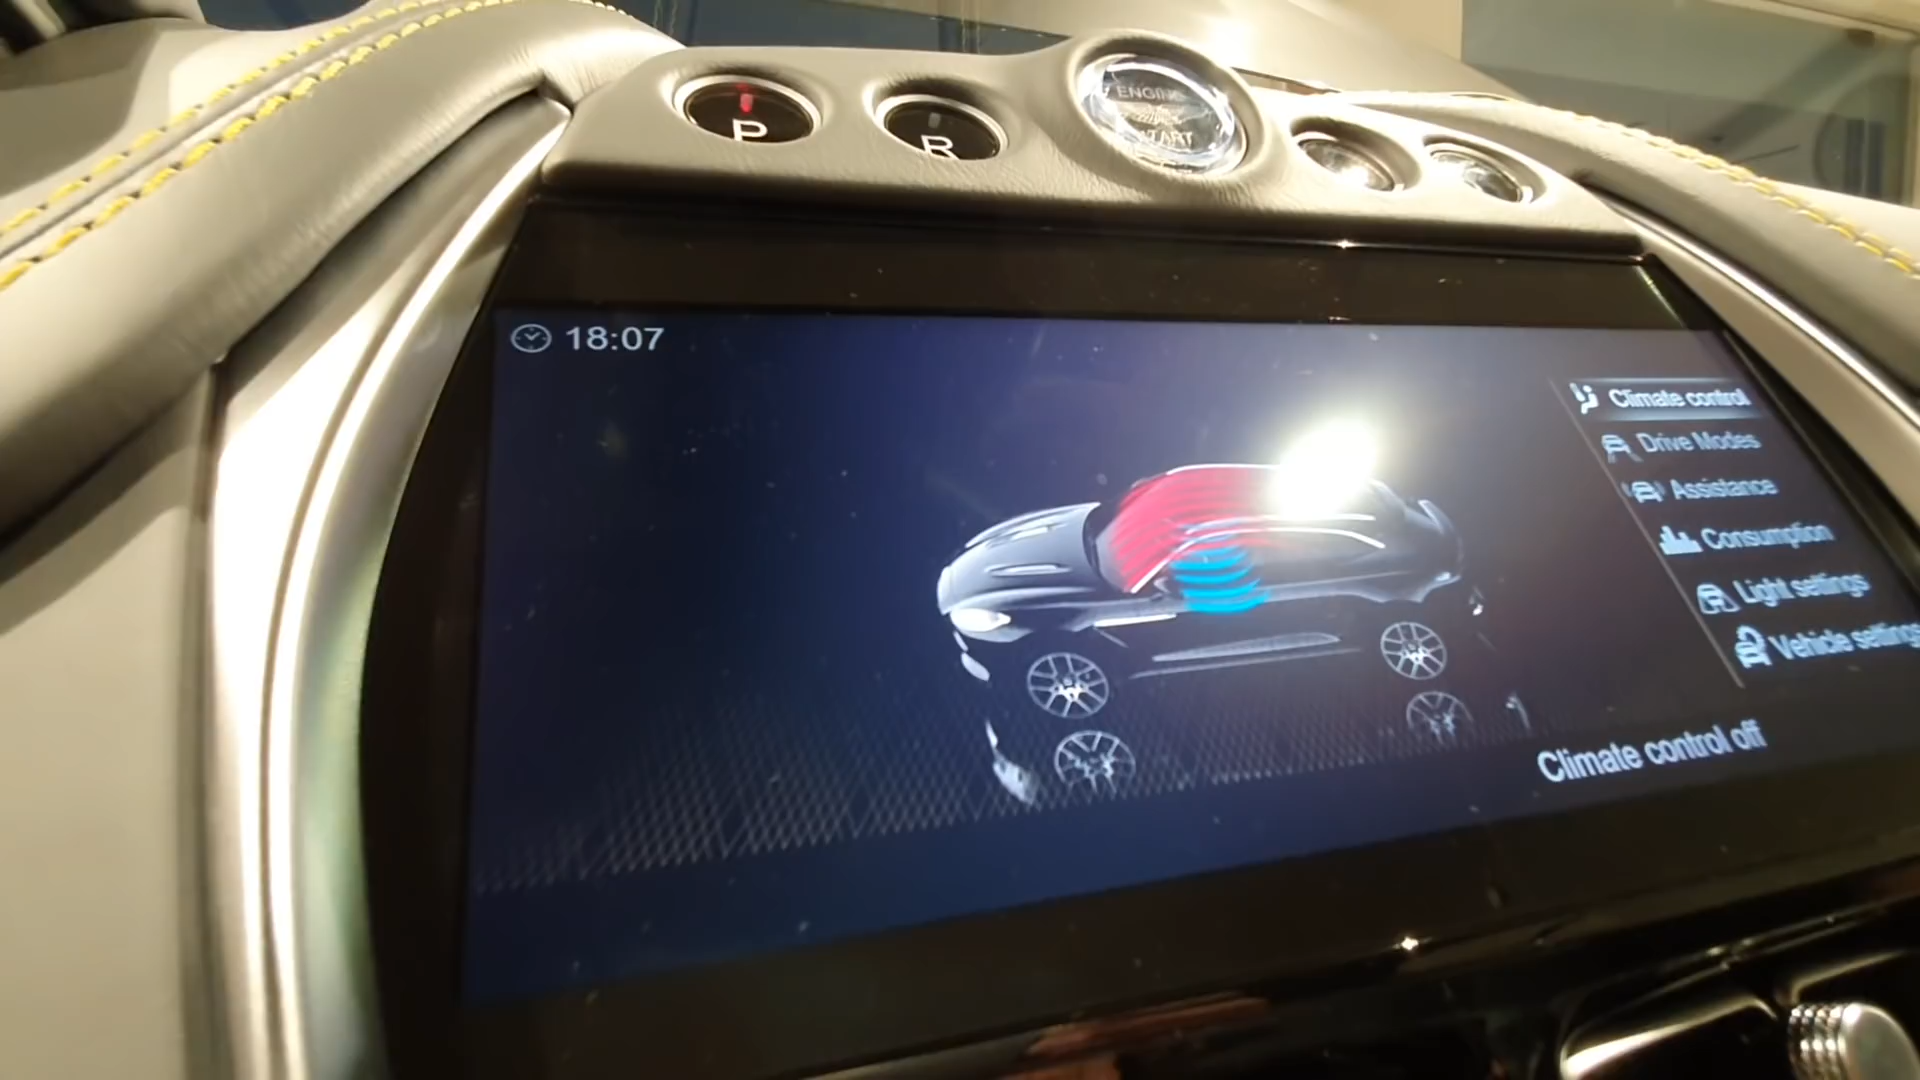 P
R
ENGINE
START
18:07
Climate control
Drive Modes
Assistance
Consumption
Light settings
Vehicle settings
Climate control off